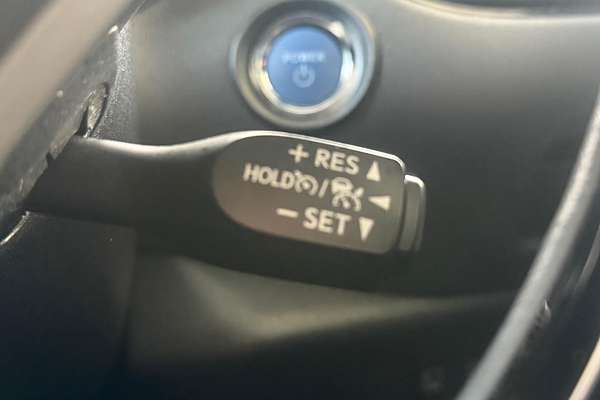 POWER
+ RES ▲
HOLD / ◄
− SET ▼